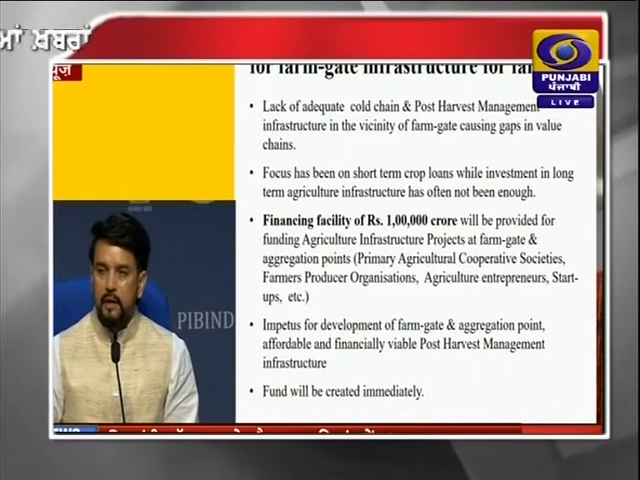 ਖ਼ਬਰਾਂ
PUNJABI
ਪੰਜਾਬੀ
LIVE
for farm-gate infrastructure for
• Lack of adequate cold chain & Post Harvest Management
infrastructure in the vicinity of farm-gate causing gaps in value
chains.
• Focus has been on short term crop loans while investment in long
term agriculture infrastructure has often not been enough.
• Financing facility of Rs. 1,00,000 crore will be provided for
funding Agriculture Infrastructure Projects at farm-gate &
aggregation points (Primary Agricultural Cooperative Societies,
Farmers Producer Organisations, Agriculture entrepreneurs, Start-
ups, etc.)
• Impetus for development of farm-gate & aggregation point,
affordable and financially viable Post Harvest Management
infrastructure
• Fund will be created immediately.
PIBIND